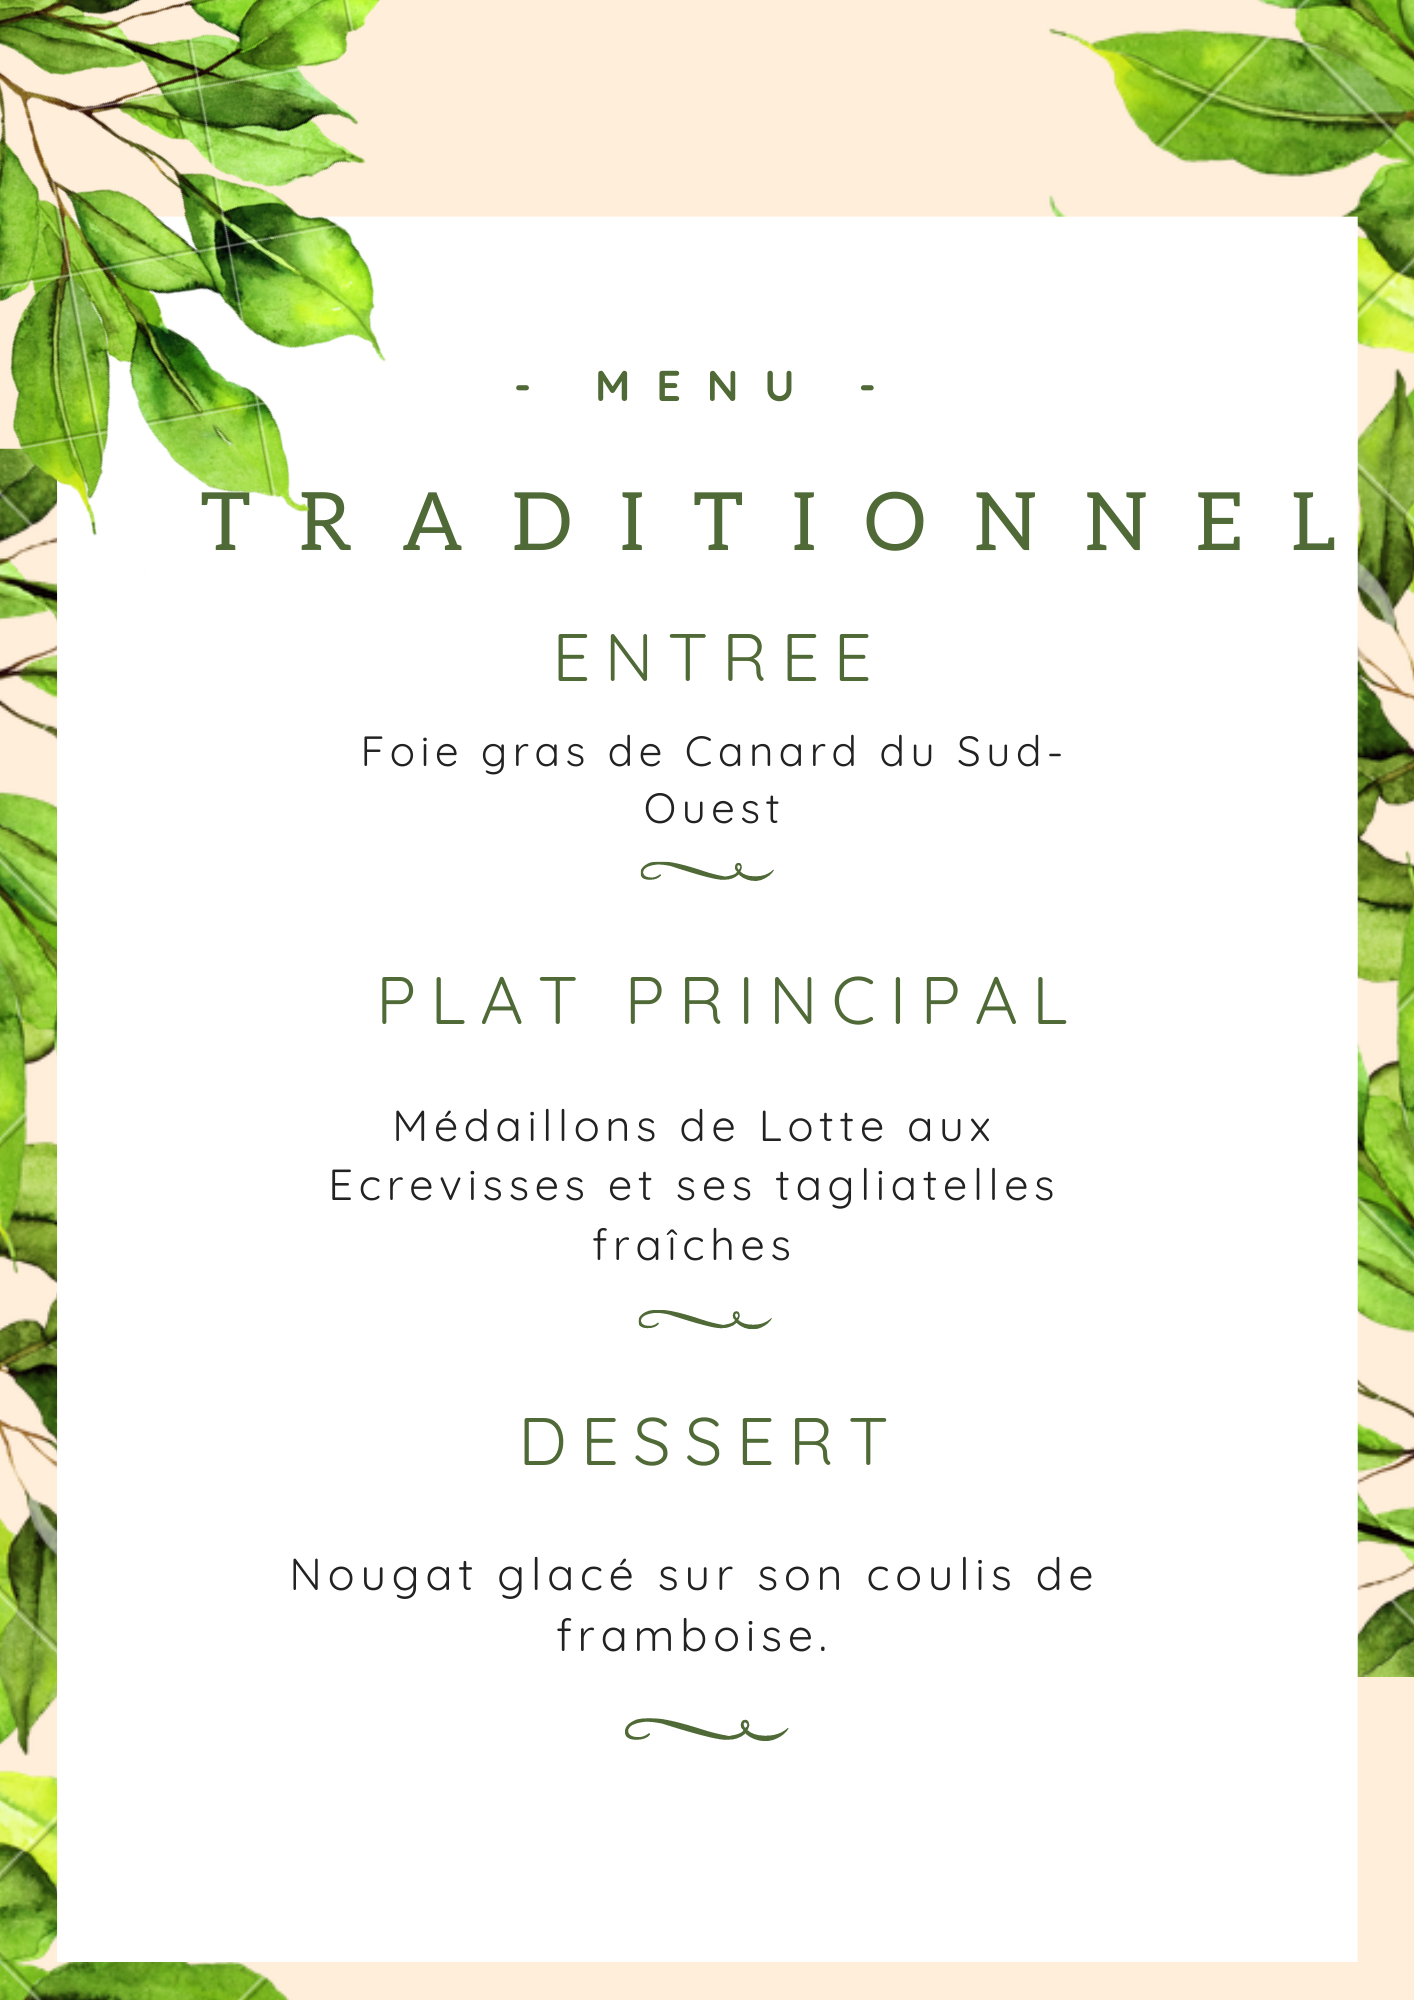 - MENU -
TRADITIONNEL
ENTREE
Foie gras de Canard du Sud-
Ouest
PLAT PRINCIPAL
Médaillons de Lotte aux
Ecrevisses et ses tagliatelles
fraîches
DESSERT
Nougat glacé sur son coulis de
framboise.